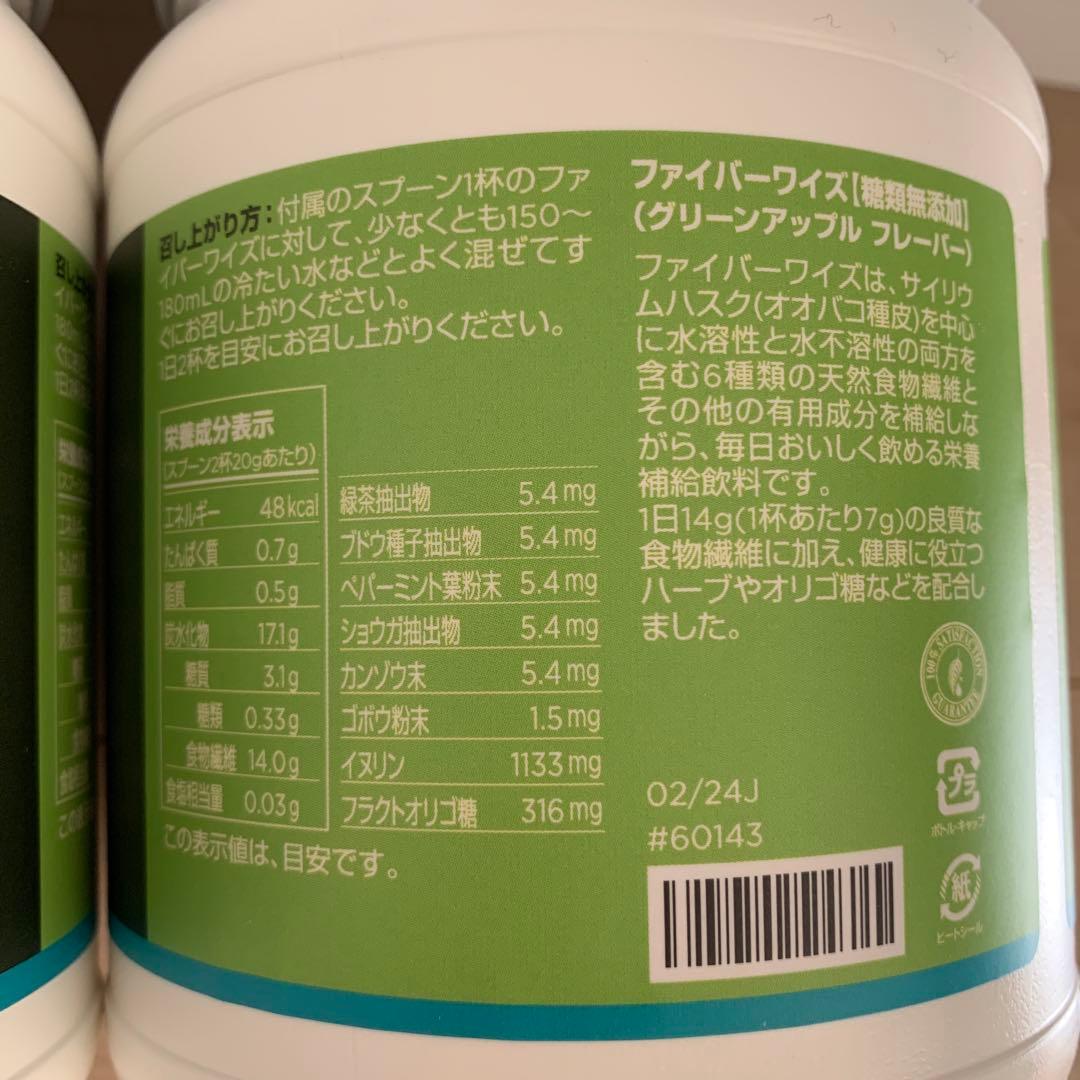 召し上がり方：付属のスプーン1杯のファ
イバーワイズに対して、少なくとも150〜
180mLの冷たい水などとよく混ぜてす
ぐにお召し上がりください。
1日2杯を目安にお召し上がりください。
栄養成分表示
(スプーン2杯20gあたり)
エネルギー 48kcal
たんぱく質 0.7g
脂質 0.5g
炭水化物 17.1g
糖質 3.1g
糖類 0.33g
食物繊維 14.0g
食塩相当量 0.03g
この表示値は、目安です。
緑茶抽出物 5.4mg
ブドウ種子抽出物 5.4mg
ペパーミント葉粉末 5.4mg
ショウガ抽出物 5.4mg
カンゾウ末 5.4mg
ゴボウ粉末 1.5mg
イヌリン 1133mg
フラクトオリゴ糖 316mg
ファイバーワイズ【糖類無添加】
(グリーンアップル フレーバー)
ファイバーワイズは、サイリウ
ムハスク(オオバコ種皮)を中心
に水溶性と水不溶性の両方を
含む6種類の天然食物繊維と
その他の有用成分を補給しな
がら、毎日おいしく飲める栄養
補給飲料です。
1日14g(1杯あたり7g)の良質な
食物繊維に加え、健康に役立つ
ハーブやオリゴ糖などを配合し
ました。
100% SATISFACTION
GUARANTEE
プラ
ボトル・キャップ
紙
ヒートシール
02/24J
#60143